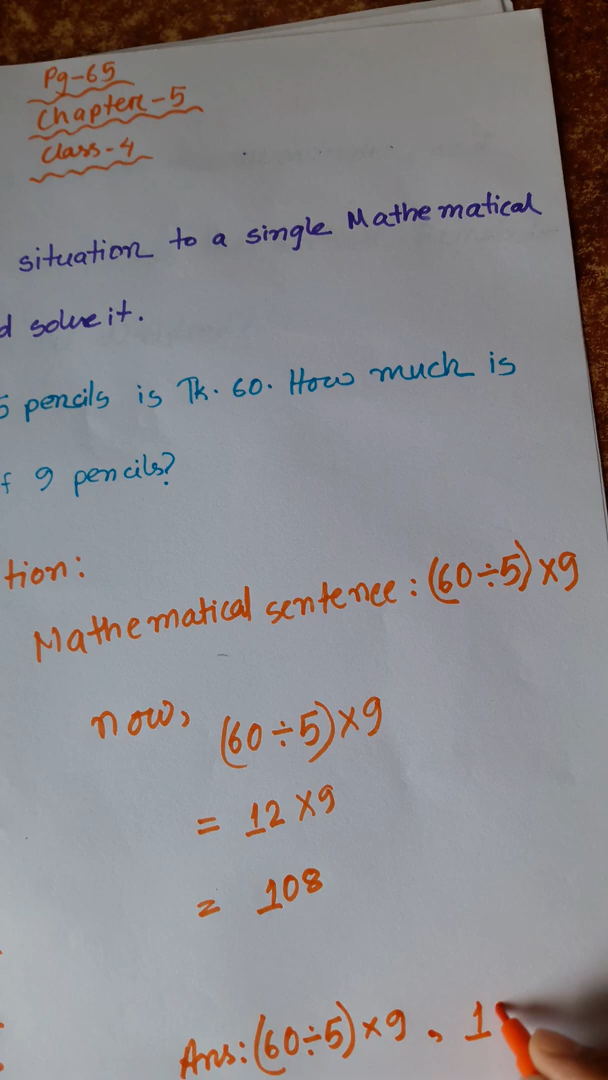 Pg-65
Chapter-5
Class-4
situation to a single Mathematical
d solve it.
5 pencils is Tk. 60. How much is
f 9 pencils?
tion:
Mathematical sentence: (60÷5)×9
now, (60÷5)×9
= 12×9
= 108
Ans: (60÷5)×9, 1